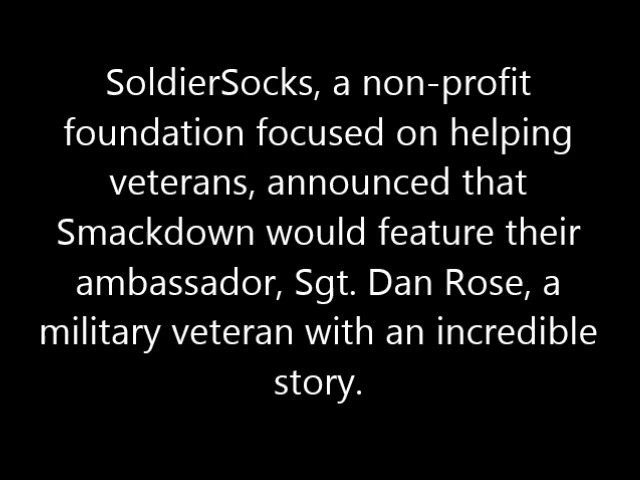 SoldierSocks, a non-profit
foundation focused on helping
veterans, announced that
Smackdown would feature their
ambassador, Sgt. Dan Rose, a
military veteran with an incredible
story.